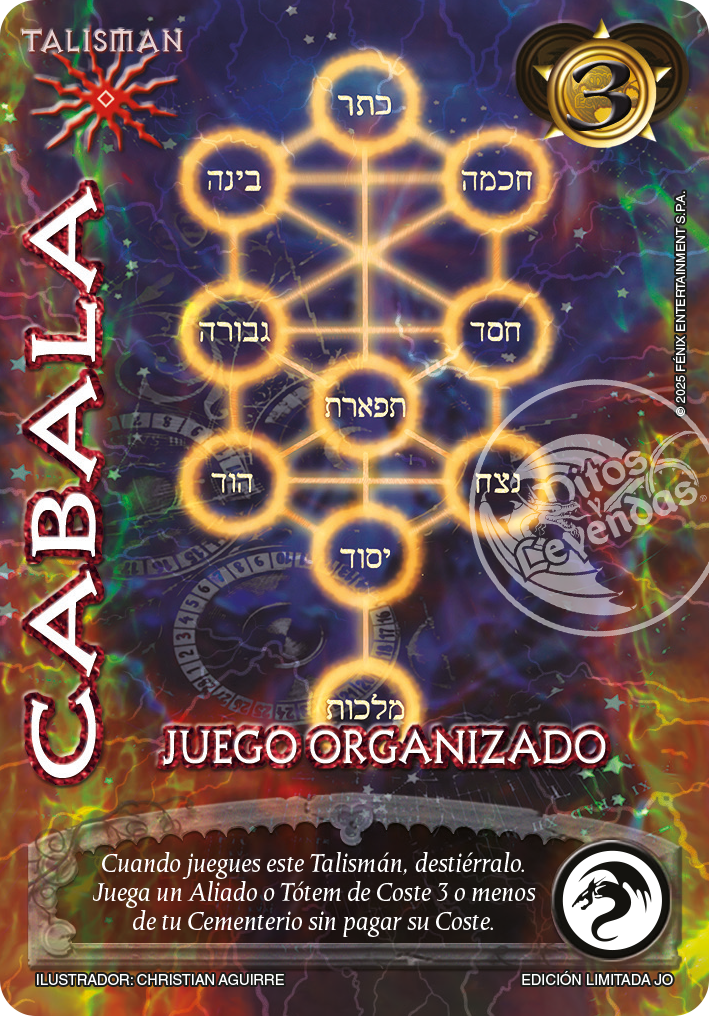 TALISMAN
3
CABALA
כתר
בינה
חכמה
גבורה
חסד
תפארת
הוד
נצח
יסוד
מלכות
© 2025 FÉNIX ENTERTAINMENT S.P.A.
Mitos
y
Leyendas®
JUEGO ORGANIZADO
Cuando juegues este Talismán, destiérralo.
Juega un Aliado o Tótem de Coste 3 o menos
de tu Cementerio sin pagar su Coste.
ILUSTRADOR: CHRISTIAN AGUIRRE
EDICIÓN LIMITADA JO